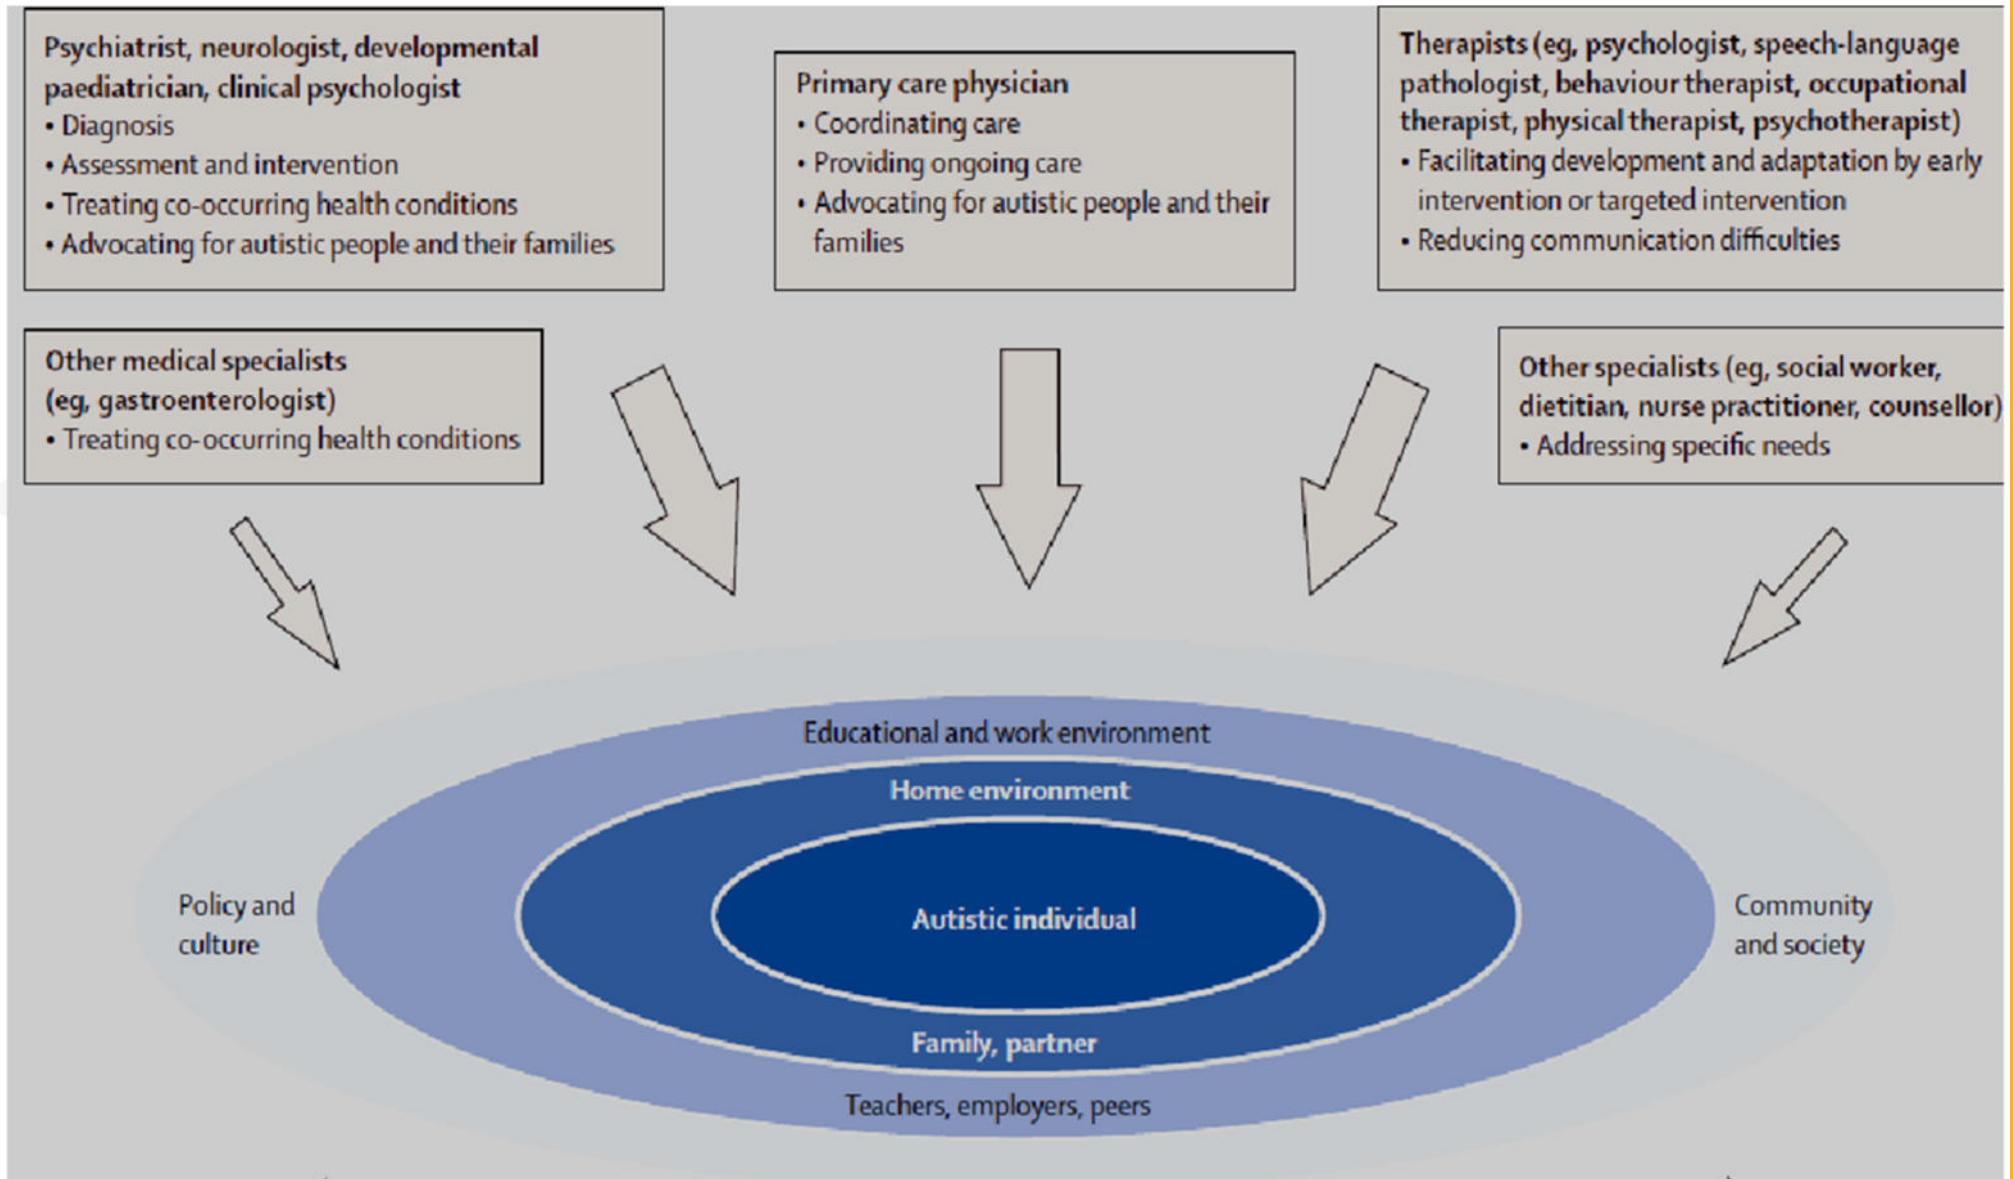 Psychiatrist, neurologist, developmental
paediatrician, clinical psychologist
• Diagnosis
• Assessment and intervention
• Treating co-occurring health conditions
• Advocating for autistic people and their families
Primary care physician
• Coordinating care
• Providing ongoing care
• Advocating for autistic people and their
families
Therapists (eg, psychologist, speech-language
pathologist, behaviour therapist, occupational
therapist, physical therapist, psychotherapist)
• Facilitating development and adaptation by early
intervention or targeted intervention
• Reducing communication difficulties
Other medical specialists
(eg, gastroenterologist)
• Treating co-occurring health conditions
Other specialists (eg, social worker,
dietitian, nurse practitioner, counsellor)
• Addressing specific needs
Educational and work environment
Home environment
Autistic individual
Policy and
culture
Community
and society
Family, partner
Teachers, employers, peers